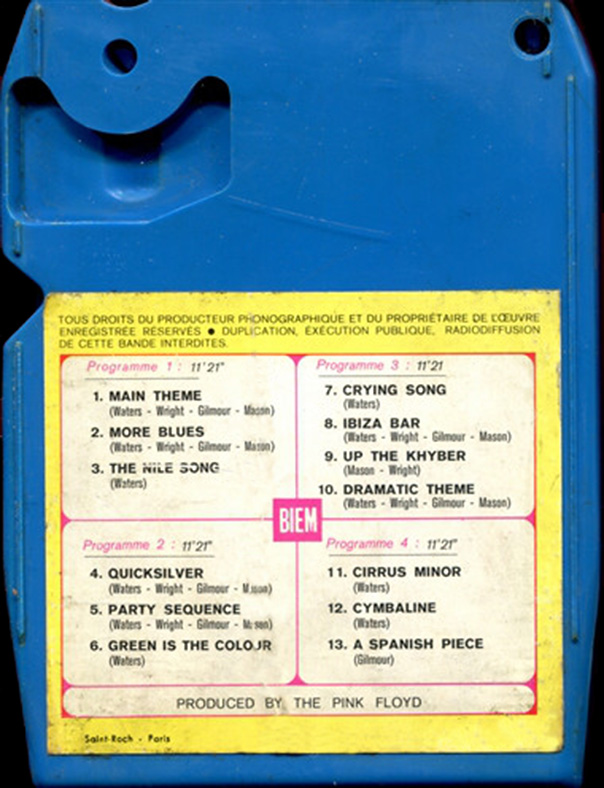 TOUS DROITS DU PRODUCTEUR PHONOGRAPHIQUE ET DU PROPRIÉTAIRE DE L'ŒUVRE
ENREGISTRÉE RÉSERVÉS ● DUPLICATION, ÉXÉCUTION PUBLIQUE, RADIODIFFUSION
DE CETTE BANDE INTERDITES.
Programme 1 : 11'21"
1. MAIN THEME
(Waters - Wright - Gilmour - Mason)
2. MORE BLUES
(Waters - Wright - Gilmour - Mason)
3. THE NILE SONG
(Waters)
Programme 3 : 11'21
7. CRYING SONG
(Waters)
8. IBIZA BAR
(Waters - Wright - Gilmour - Mason)
9. UP THE KHYBER
(Mason - Wright)
10. DRAMATIC THEME
(Waters - Wright - Gilmour - Mason)
BIEM
Programme 2 : 11'21"
4. QUICKSILVER
(Waters - Wright - Gilmour - Mason)
5. PARTY SEQUENCE
(Waters - Wright - Gilmour - Mason)
6. GREEN IS THE COLOUR
(Waters)
Programme 4 : 11'21"
11. CIRRUS MINOR
(Waters)
12. CYMBALINE
(Waters)
13. A SPANISH PIECE
(Gilmour)
PRODUCED BY THE PINK FLOYD
Saint-Roch - Paris